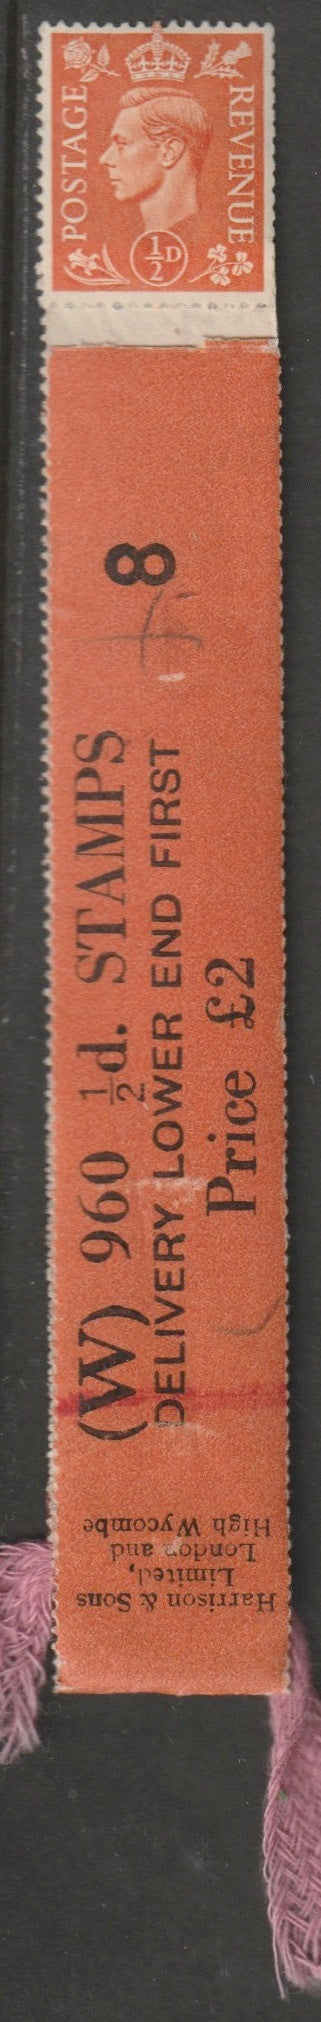 POSTAGE
REVENUE
½D
8
(W) 960 ½d. STAMPS
DELIVERY LOWER END FIRST
Price £2
Harrison & Sons
Limited,
London and
High Wycombe